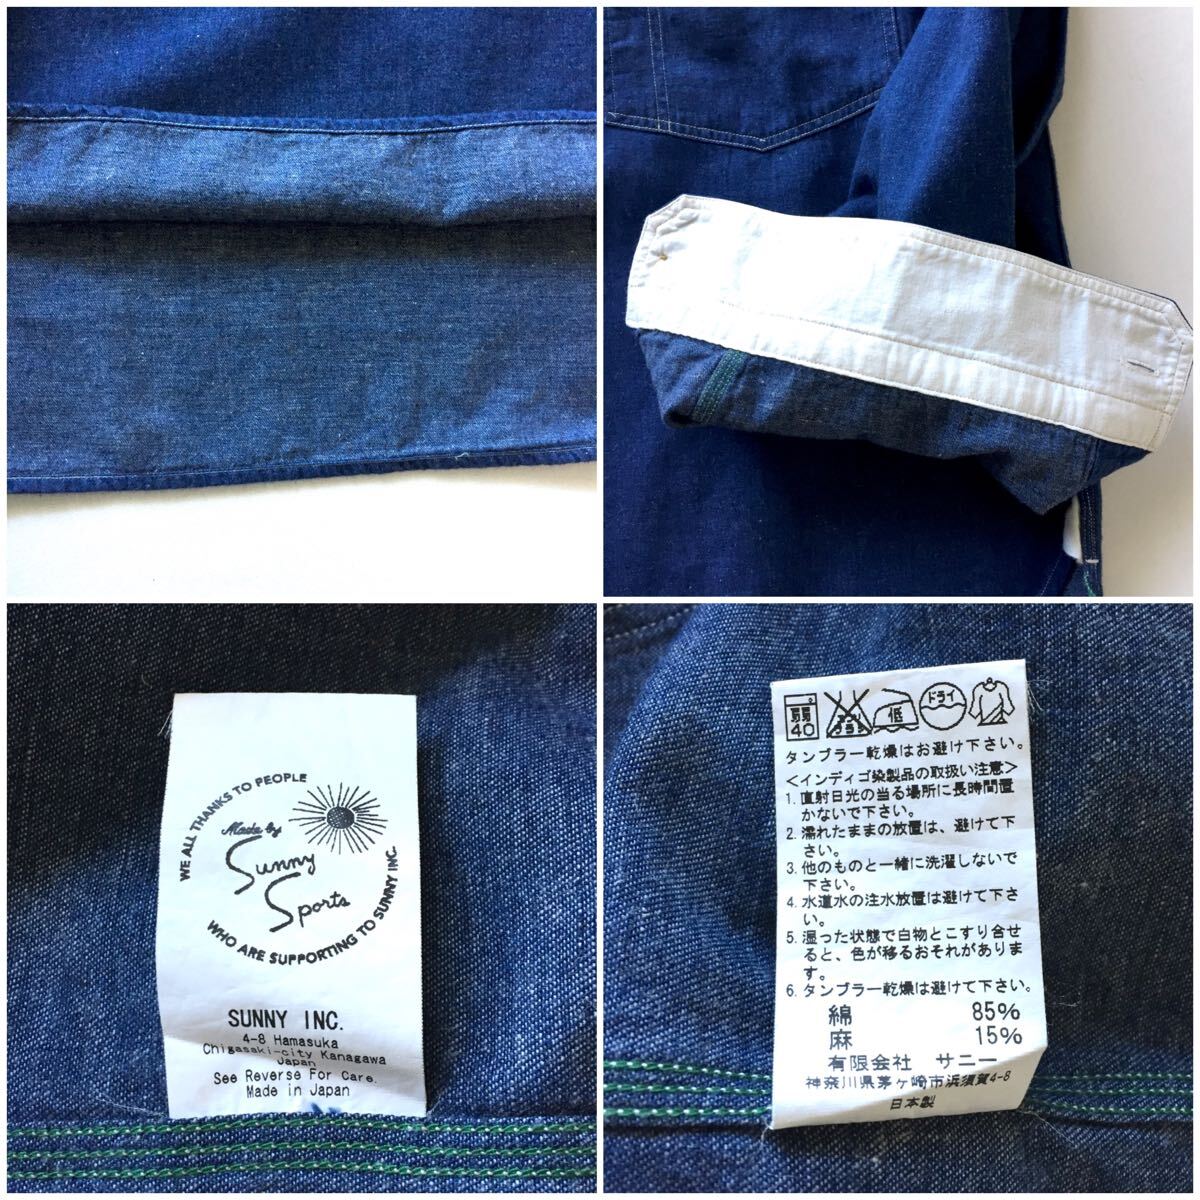 WE ALL THANKS TO PEOPLE
Made by
Sunny
Sports
WHO ARE SUPPORTING TO SUNNY INC.
SUNNY INC.
4-8 Hamasuka
Chigasaki-city Kanagawa
Japan
See Reverse For Care.
Made in Japan
弱
40
エンソ
サラシ
低
ドライ
タンブラー乾燥はお避け下さい。
<インディゴ染製品の取扱い注意>
1. 直射日光の当る場所に長時間置
かないで下さい。
2. 濡れたままの放置は、避けて下
さい。
3. 他のものと一緒に洗濯しないで
下さい。
4. 水道水の注水放置は避けて下さ
い。
5. 湿った状態で白物とこすり合せ
ると、色が移るおそれがありま
す。
6. タンブラー乾燥は避けて下さい。
綿 85%
麻 15%
有限会社 サニー
神奈川県茅ヶ崎市浜須賀4-8
日本製